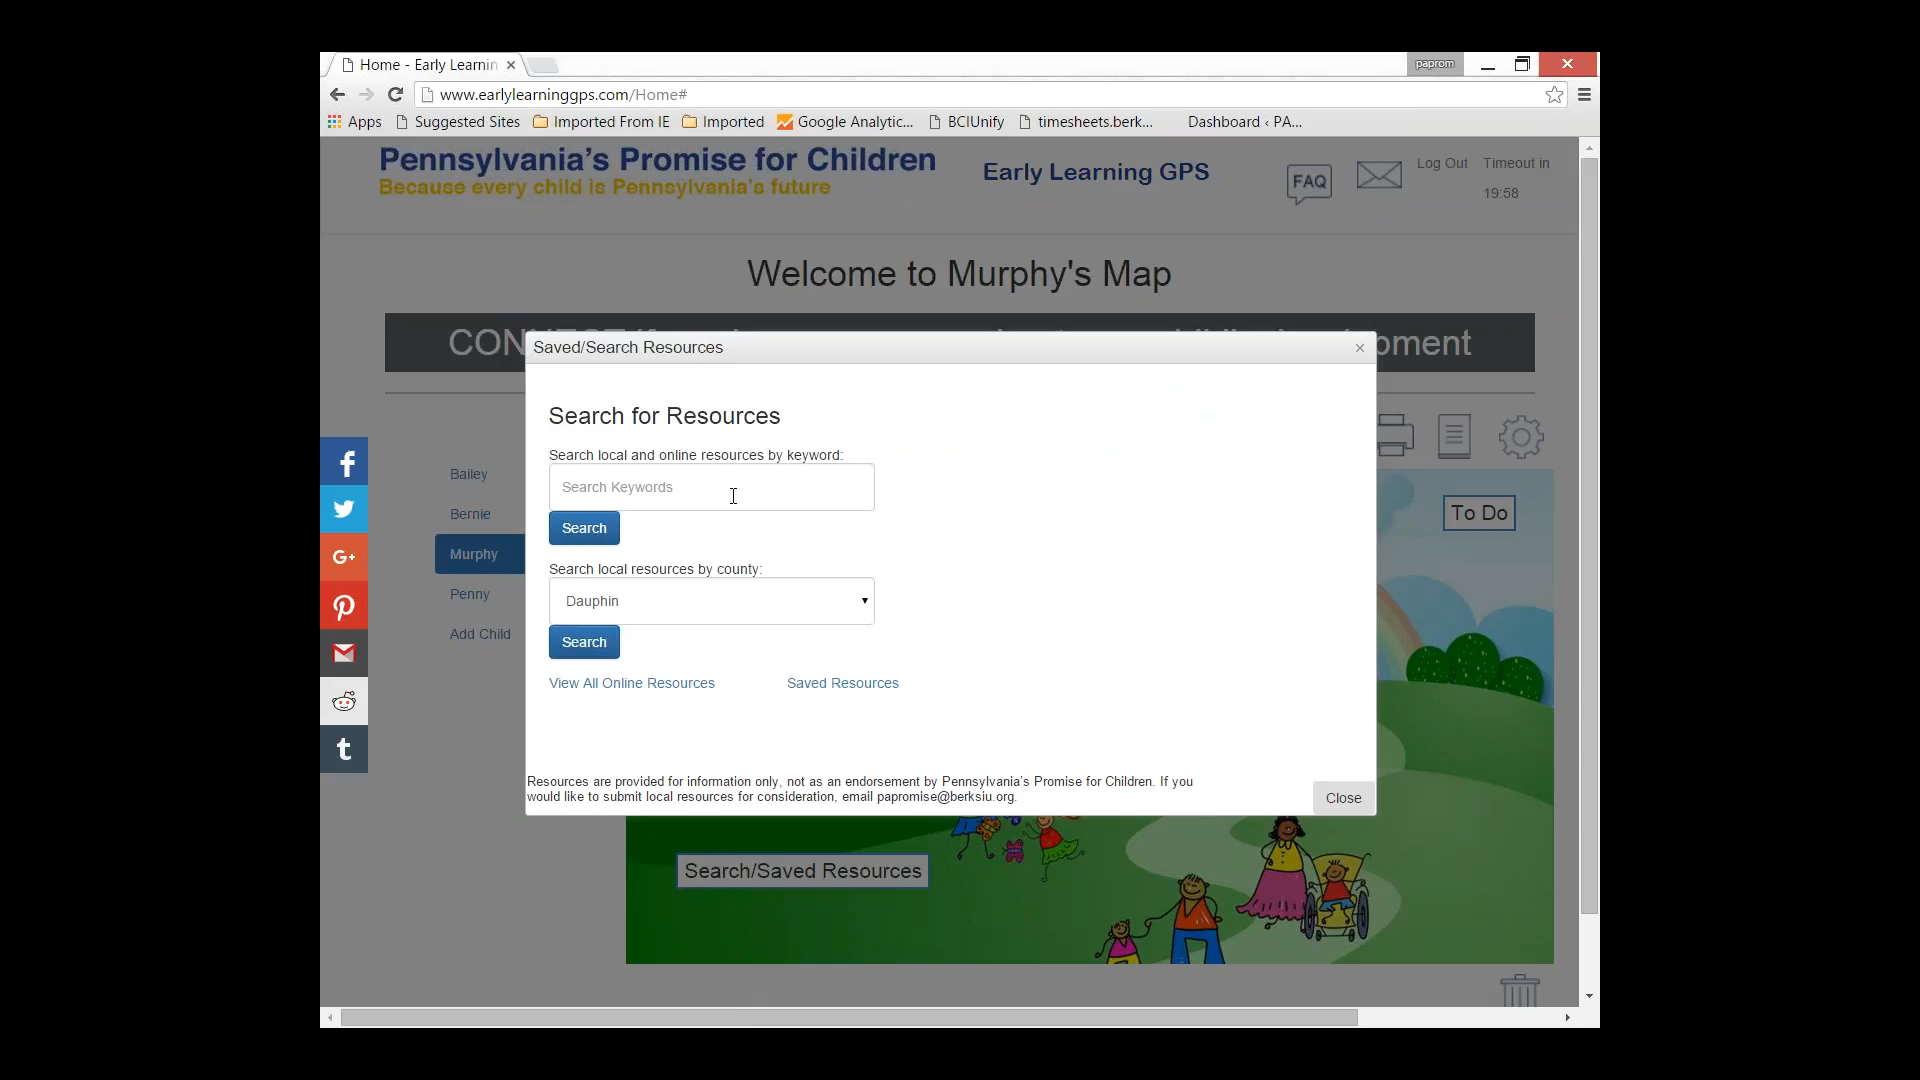 Home - Early Learnin
paprom
www.earlylearninggps.com/Home#
Apps Suggested Sites Imported From IE Imported Google Analytic... BCIUnify timesheets.berk... Dashboard ‹ PA...
Pennsylvania's Promise for Children
Because every child is Pennsylvania's future
Early Learning GPS
FAQ
Log Out
Timeout in
19:58
Welcome to Murphy's Map
pment
Saved/Search Resources
Search for Resources
Search local and online resources by keyword:
Search Keywords
Search
Search local resources by county:
Dauphin
Search
View All Online Resources Saved Resources
Resources are provided for information only, not as an endorsement by Pennsylvania's Promise for Children. If you
would like to submit local resources for consideration, email papromise@berksiu.org.
Close
Bailey
Bernie
Murphy
Penny
Add Child
To Do
Search/Saved Resources